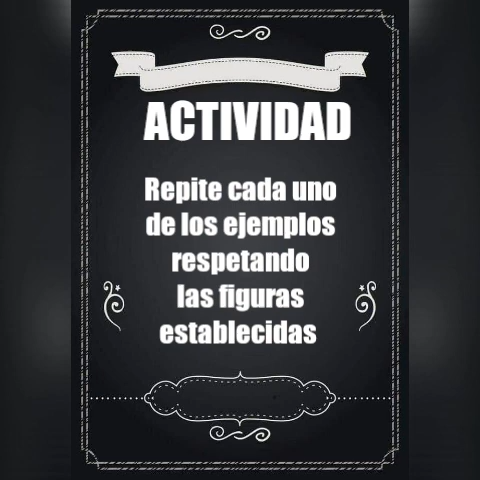 ACTIVIDAD
Repite cada uno
de los ejemplos
respetando
las figuras
establecidas